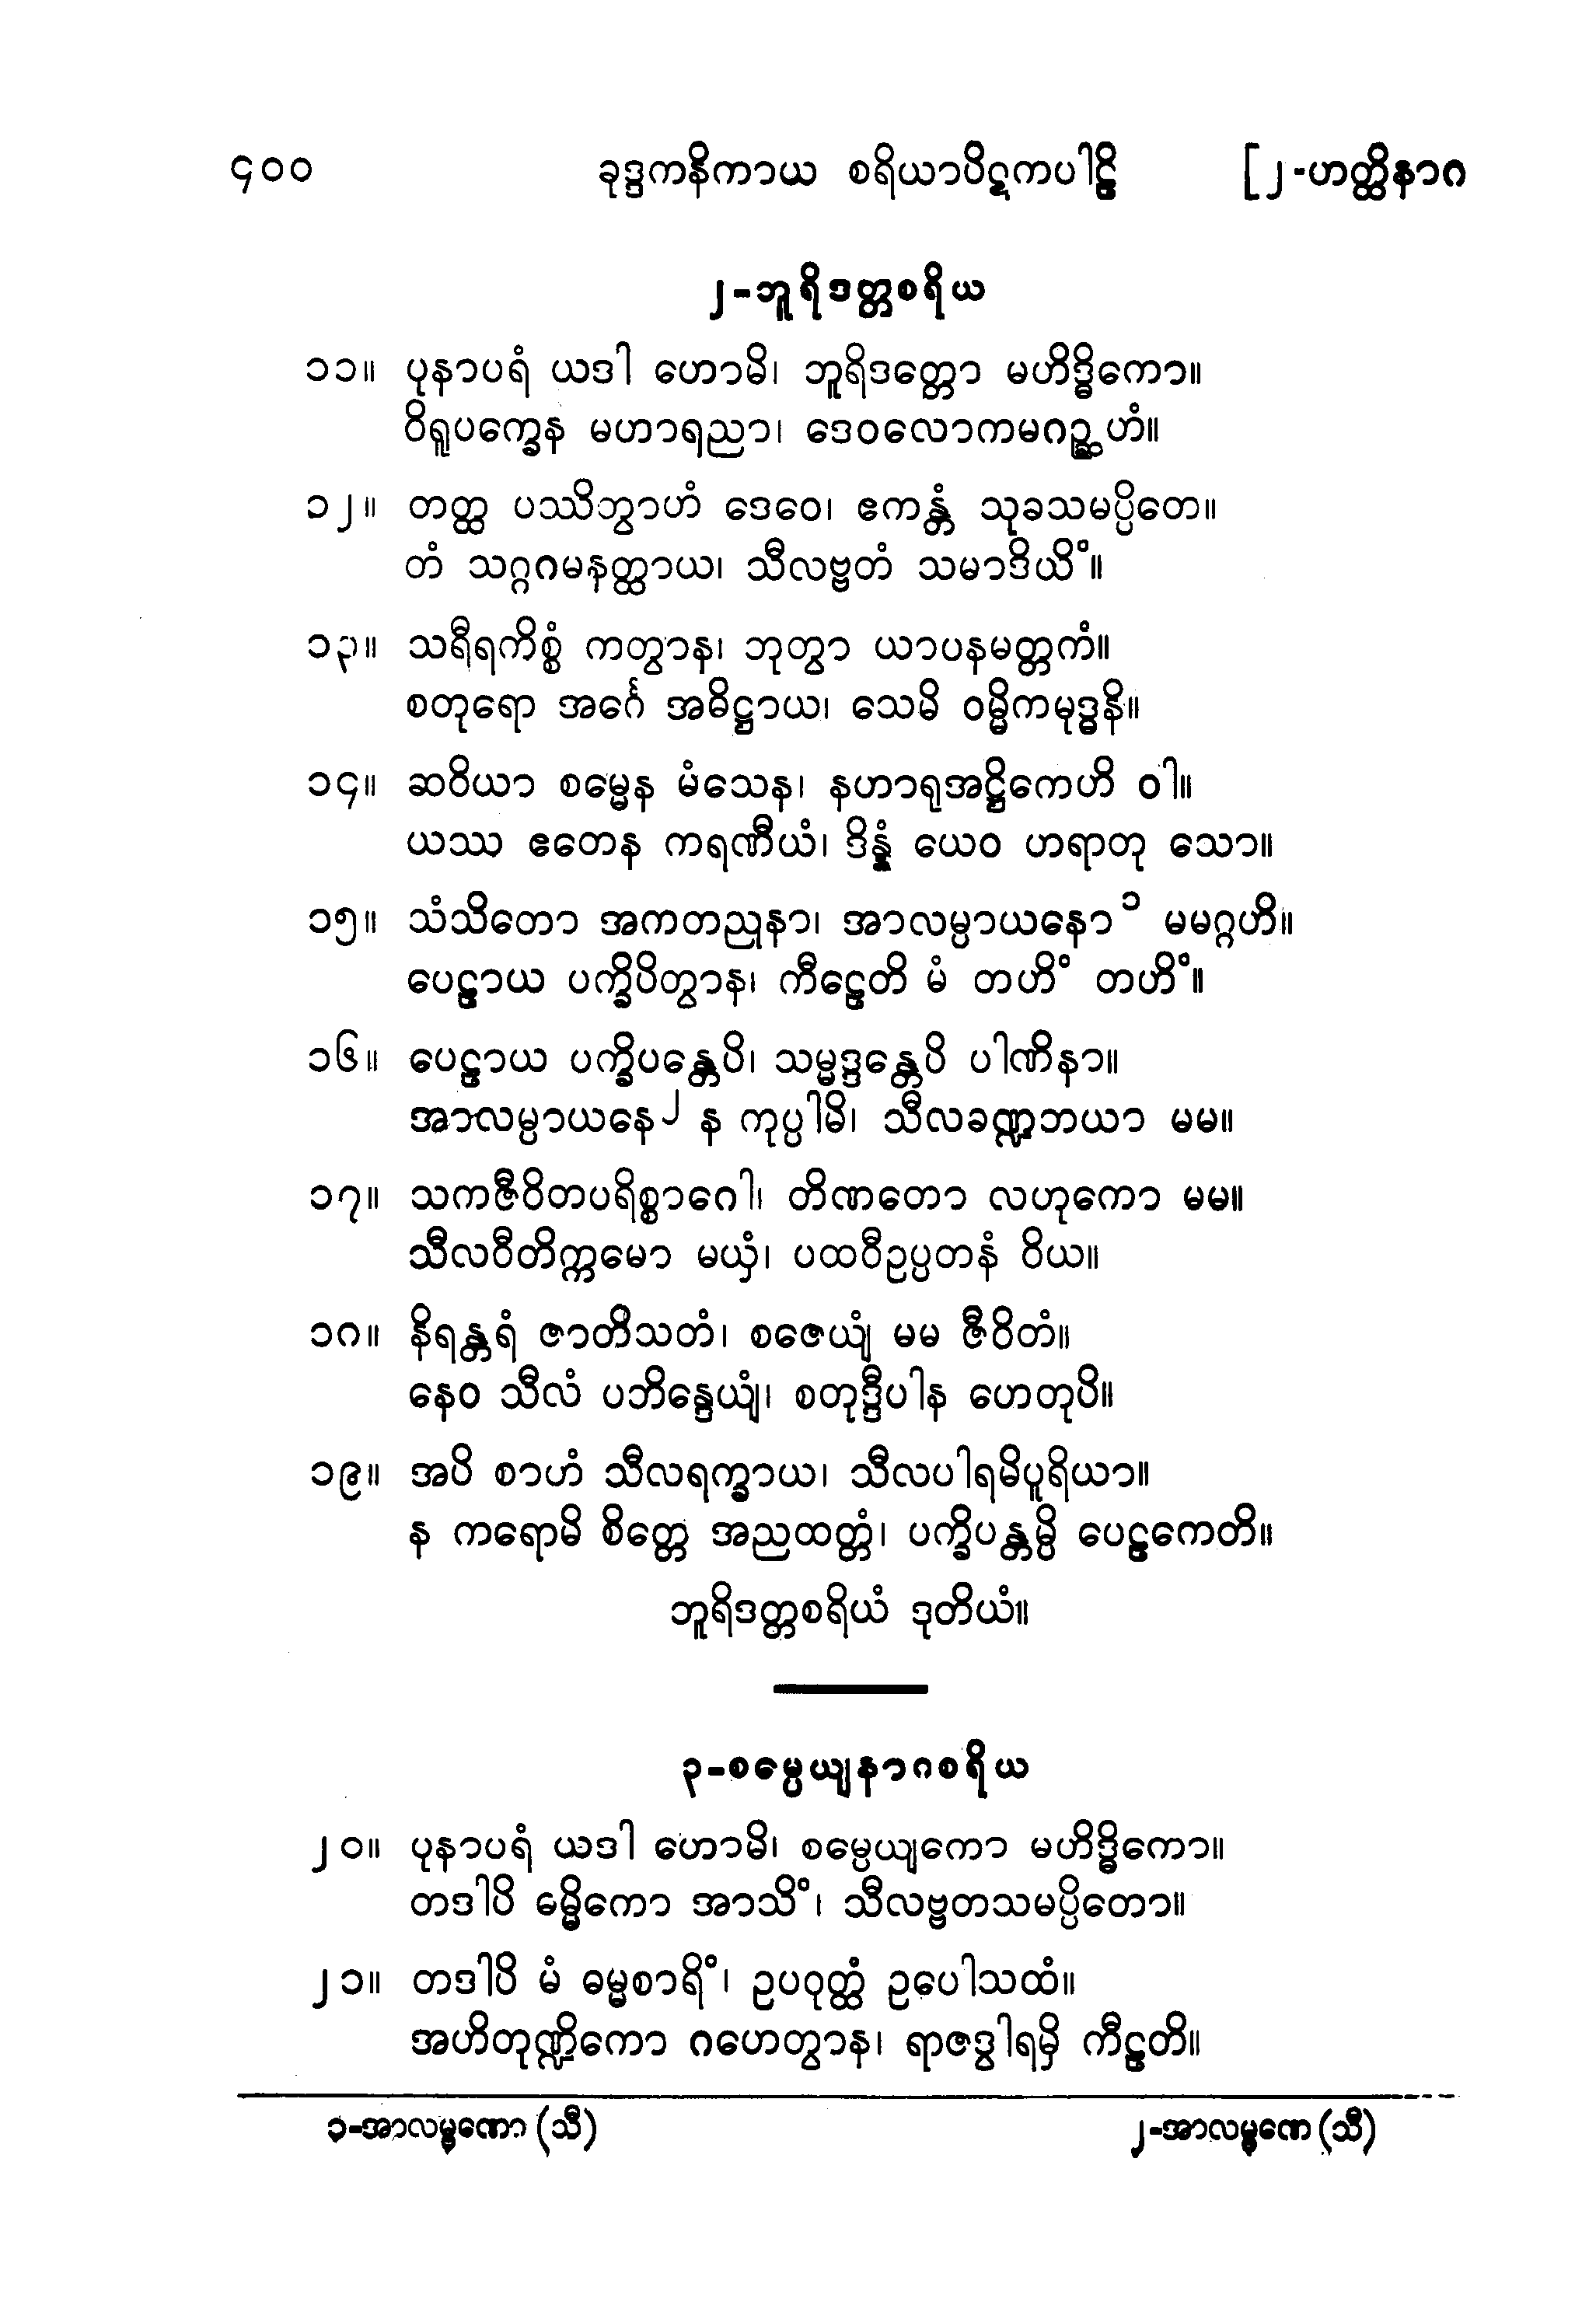 ၄၀၀ ခုဒ္ဒကနိကာယ စရိယာပိဋကပါဠိ [၂-ဟတ္ထိနာဂ
၂-ဘူရိဒတ္တစရိယ
၁၁။ ပုနာပရံ ယဒါ ဟောမိ၊ ဘူရိဒတ္တော မဟိဒ္ဓိကော။
ဝိရူပက္ခေန မဟာရညာ၊ ဒေဝလောကမဂဉ္ဆဟံ။
၁၂။ တတ္ထ ပဿိတွာဟံ ဒေဝေ၊ ဧကန္တံ သုခသမပ္ပိတေ။
တံ သဂ္ဂဂမနတ္ထာယ၊ သီလဗ္ဗတံ သမာဒိယိံ။
၁၃။ သရီရကိစ္စံ ကတွာန၊ ဘုတွာ ယာပနမတ္တကံ။
စတုရော အင်္ဂေ အဓိဋ္ဌာယ၊ သေမိ ဝမ္မိကမုဒ္ဓနိ။
၁၄။ ဆဝိယာ စမ္မေန မံသေန၊ နဟာရုအဋ္ဌိကေဟိ ဝါ။
ယဿ ဧတေန ကရဏီယံ၊ ဒိန္နံ ယေဝ ဟရာတု သော။
၁၅။ သံသိတော အကတညုနာ၊ အာလမ္ပာယနော ၁ မမဂ္ဂဟိ။
ပေဠာယ ပက္ခိပိတွာန၊ ကီဠေတိ မံ တဟိံ တဟိံ။
၁၆။ ပေဠာယ ပက္ခိပန္တေပိ၊ သမ္မဒ္ဒန္တေပိ ပါဏိနာ။
အာလမ္ပာယနေ ၂ န ကုပ္ပါမိ၊ သီလခဏ္ဍဘယာ မမ။
၁၇။ သကဇီဝိတပရိစ္စာဂေါ၊ တိဏတော လဟုကော မမ။
သီလဝီတိက္ကမော မယှံ၊ ပထဝီဥပ္ပတနံ ဝိယ။
၁၈။ နိရန္တရံ ဇာတိသတံ၊ စဇေယျံ မမ ဇီဝိတံ။
နေဝ သီလံ ပဘိန္ဒေယျံ၊ စတုဒ္ဒီပါန ဟေတုပိ။
၁၉။ အပိ စာဟံ သီလရက္ခာယ၊ သီလပါရမိပူရိယာ။
န ကရောမိ စိတ္တေ အညထတ္တံ၊ ပက္ခိပန္တမ္ပိ ပေဠကေတိ။
ဘူရိဒတ္တစရိယံ ဒုတိယံ။
၃-စမ္ပေယျနာဂစရိယ
၂၀။ ပုနာပရံ ယဒါ ဟောမိ၊ စမ္ပေယျကော မဟိဒ္ဓိကော။
တဒါပိ ဓမ္မိကော အာသိံ၊ သီလဗ္ဗတသမပ္ပိတော။
၂၁။ တဒါပိ မံ ဓမ္မစာရိံ၊ ဥပဝုတ္ထံ ဥပေါသထံ။
အဟိတုဏ္ဍိကော ဂဟေတွာန၊ ရာဇဒွါရမှိ ကီဠတိ။
၁-အာလမ္ဗဏော (သီ) ၂-အာလမ္ဗဏေ (သီ)